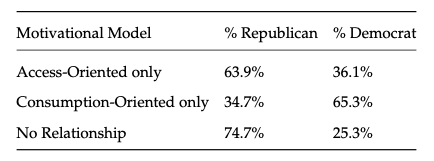 Motivational Model % Republican % Democrat
Access-Oriented only 63.9% 36.1%
Consumption-Oriented only 34.7% 65.3%
No Relationship 74.7% 25.3%